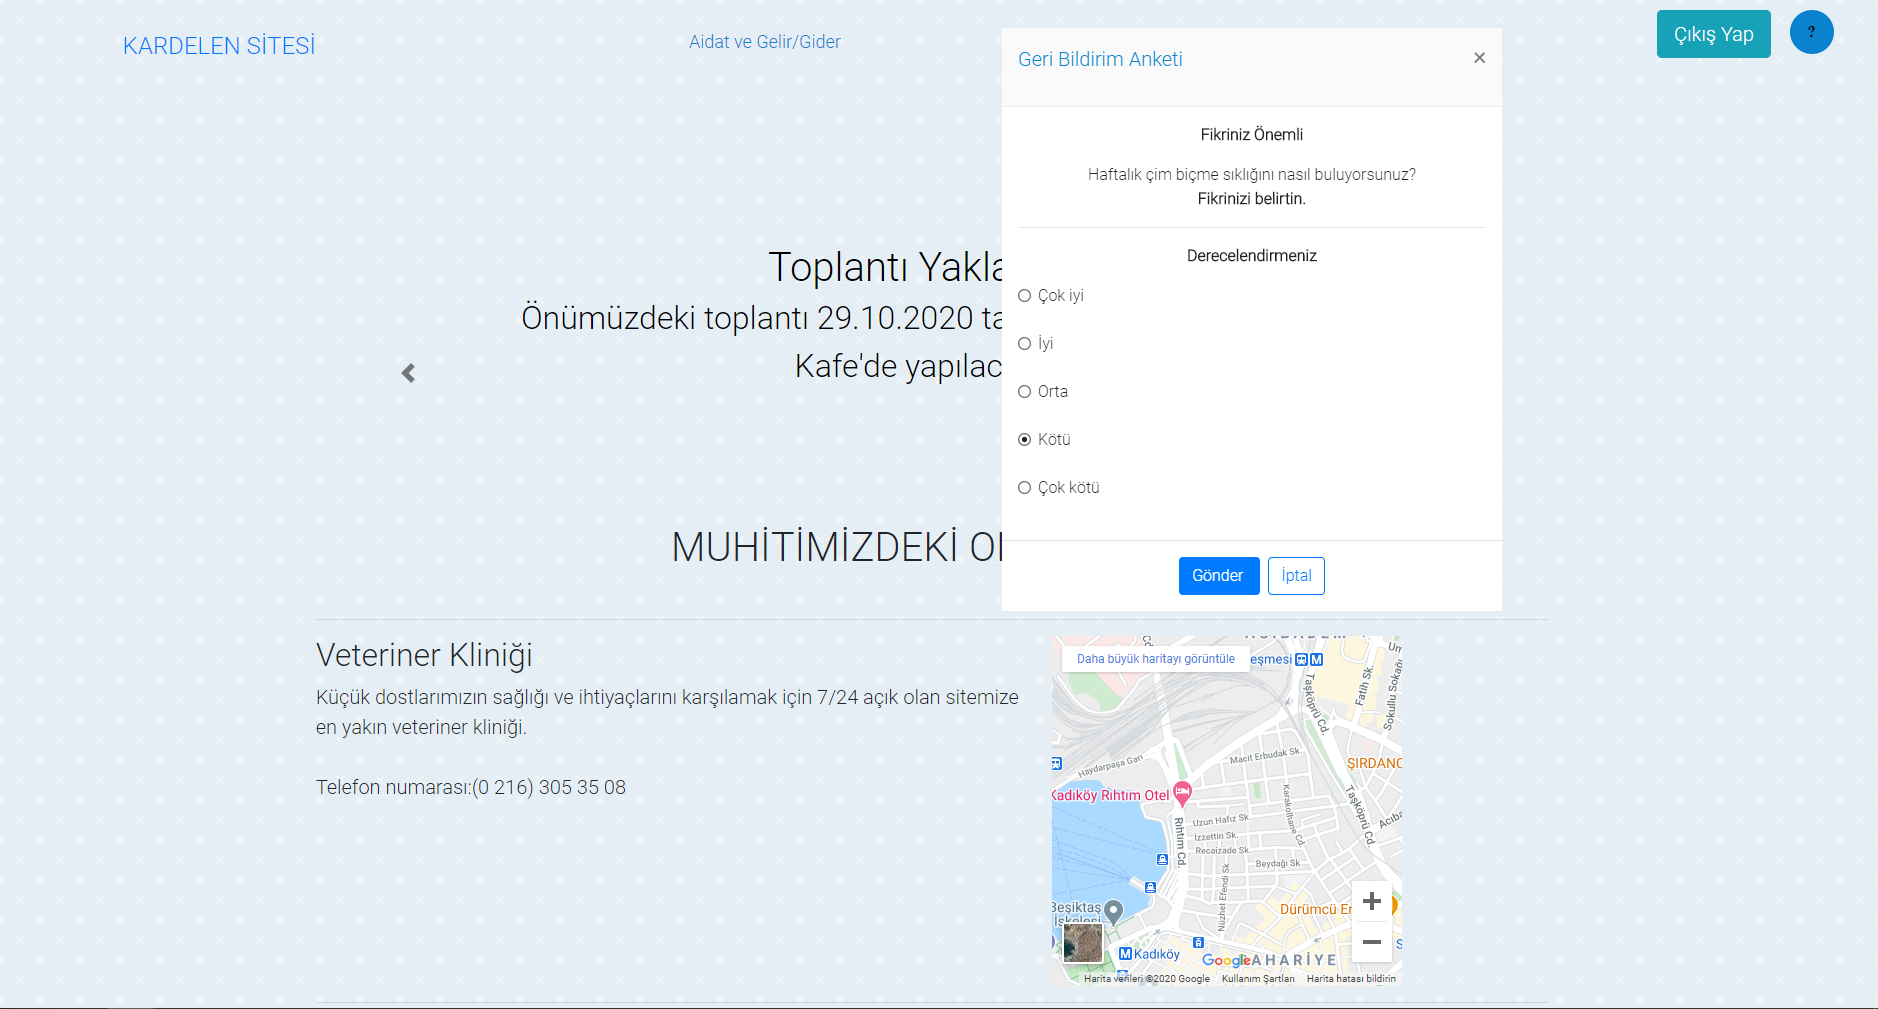 KARDELEN SİTESİ
Aidat ve Gelir/Gider
Çıkış Yap
?
Geri Bildirim Anketi
×
Fikriniz Önemli
Haftalık çim biçme sıklığını nasıl buluyorsunuz?
Fikrinizi belirtin.
Derecelendirmeniz
Çok iyi
İyi
Orta
Kötü
Çok kötü
Gönder
İptal
Toplantı Yakla
Önümüzdeki toplantı 29.10.2020 ta
Kafe'de yapılac
MUHİTİMİZDEKİ
Veteriner Kliniği
Küçük dostlarımızın sağlığı ve ihtiyaçlarını karşılamak için 7/24 açık olan sitemize
en yakın veteriner kliniği.
Telefon numarası:(0 216) 305 35 08
Daha büyük haritayı görüntüle
eşmesi
M
Taşköprü Cd.
Fatih Sk.
Sokullu Sokağı
Haydarpaşa Garı
Macit Erbudak Sk.
ŞIRDANC
Kadıköy Rıhtım Otel
Karakolhane Cd.
Taşköprü Cd.
Acıba
Rıhtım Cd.
Uzun Hafız Sk.
İzzettin Sk.
Recaizade Sk.
Beydağı Sk.
Nüzhet Efendi Sk.
Beşiktaş
İskelesi
Dürümcü Er
+
−
M Kadıköy
Google
AHARİYE
Harita verileri ©2020 Google
Kullanım Şartları
Harita hatası bildirin